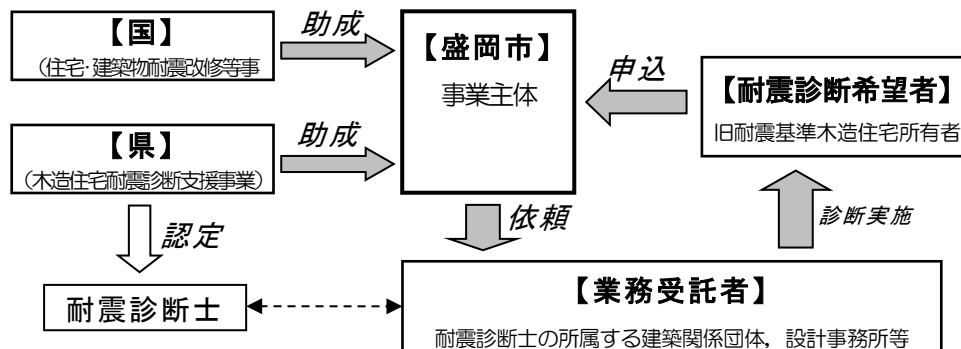 【国】
（住宅･建築物耐震改修等事
助成
【盛岡市】
事業主体
申込
【耐震診断希望者】
旧耐震基準木造住宅所有者
【県】
（木造住宅耐震診断支援事業）
助成
認定
依頼
診断実施
耐震診断士
【業務受託者】
耐震診断士の所属する建築関係団体，設計事務所等